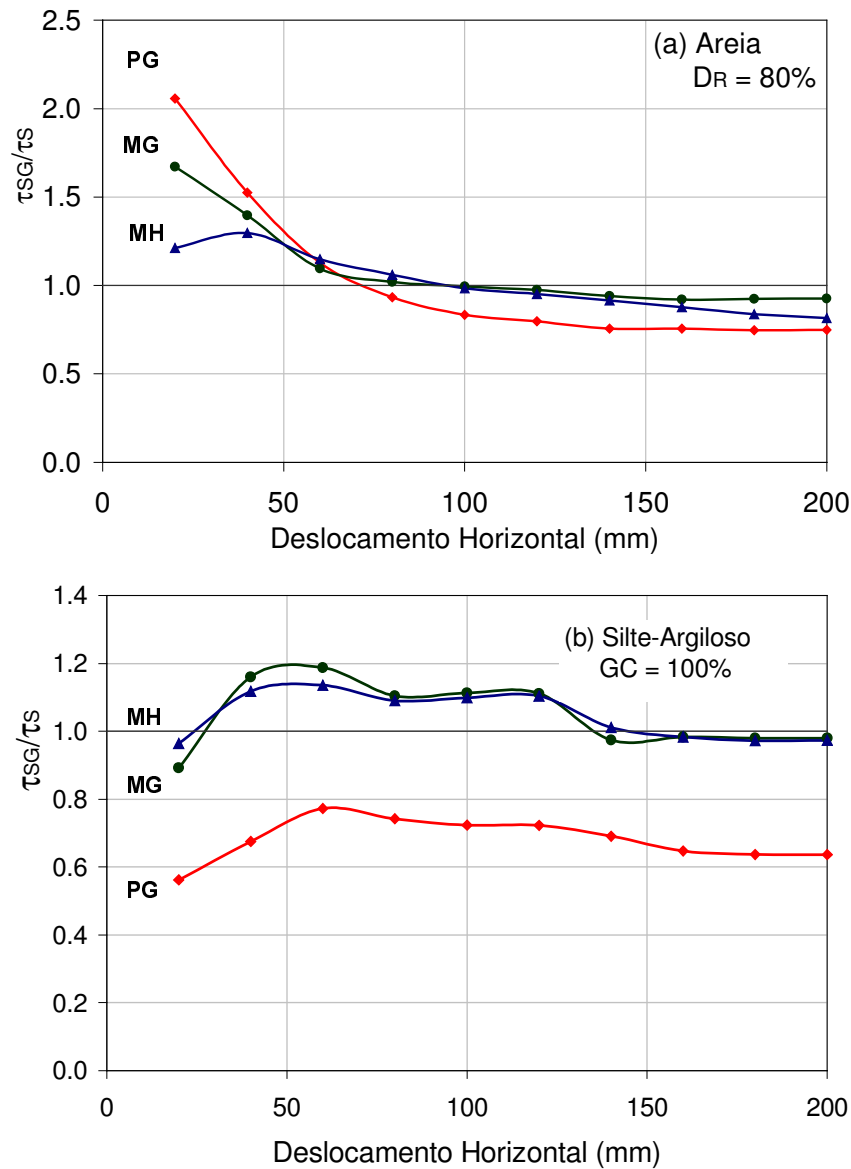 2.5
(a) Areia
DR = 80%
PG
2.0
MG
1.5
τSG/τS
MH
1.0
0.5
0.0
0 50 100 150 200
Deslocamento Horizontal (mm)
1.4
(b) Silte-Argiloso
GC = 100%
1.2
MH
1.0
τSG/τS
MG
0.8
0.6
PG
0.4
0.2
0.0
0 50 100 150 200
Deslocamento Horizontal (mm)